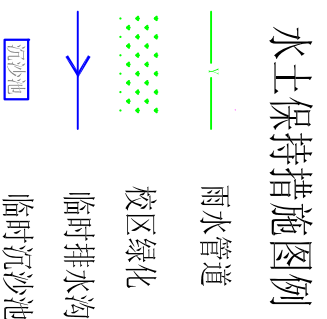 水土保持措施图例
Y
雨水管道
校区绿化
临时排水沟
沉沙池
临时沉沙池